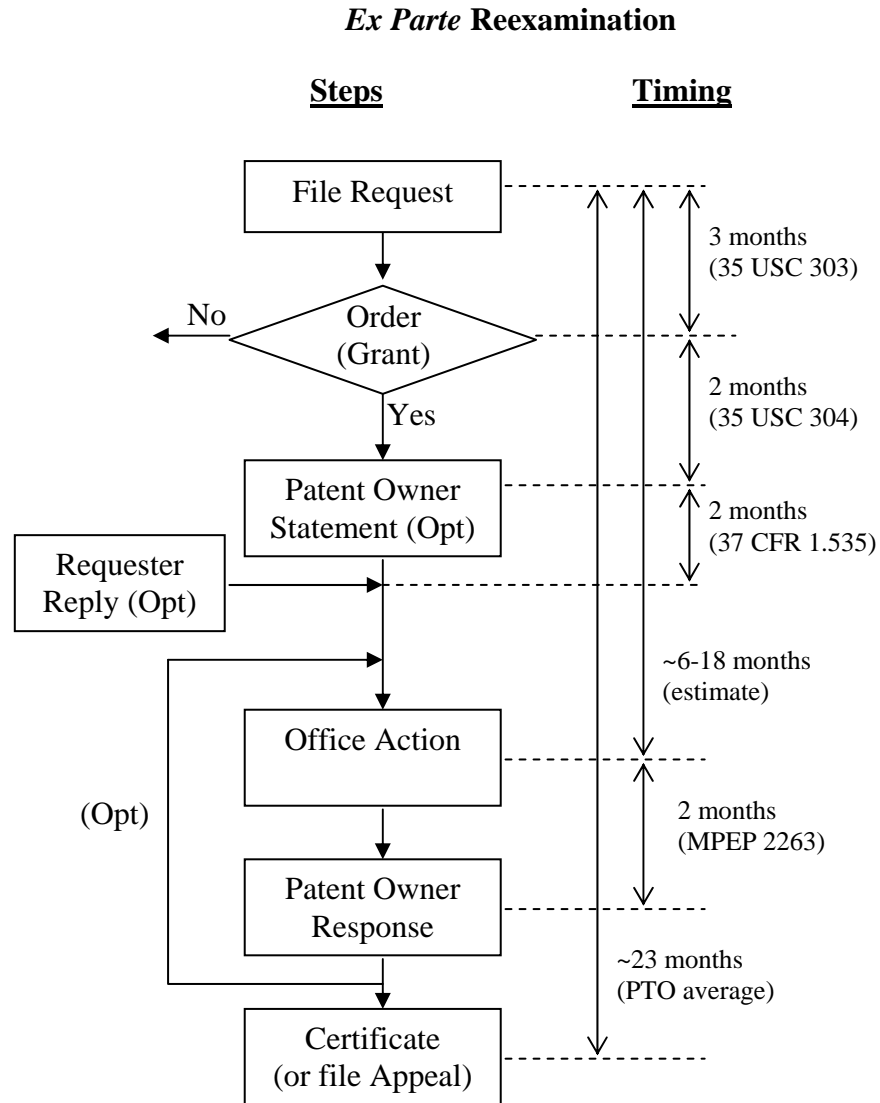 Ex Parte Reexamination
Steps
Timing
File Request
3 months
(35 USC 303)
No
Order
(Grant)
2 months
(35 USC 304)
Yes
Patent Owner
Statement (Opt)
2 months
(37 CFR 1.535)
Requester
Reply (Opt)
~6-18 months
(estimate)
Office Action
(Opt)
2 months
(MPEP 2263)
Patent Owner
Response
~23 months
(PTO average)
Certificate
(or file Appeal)